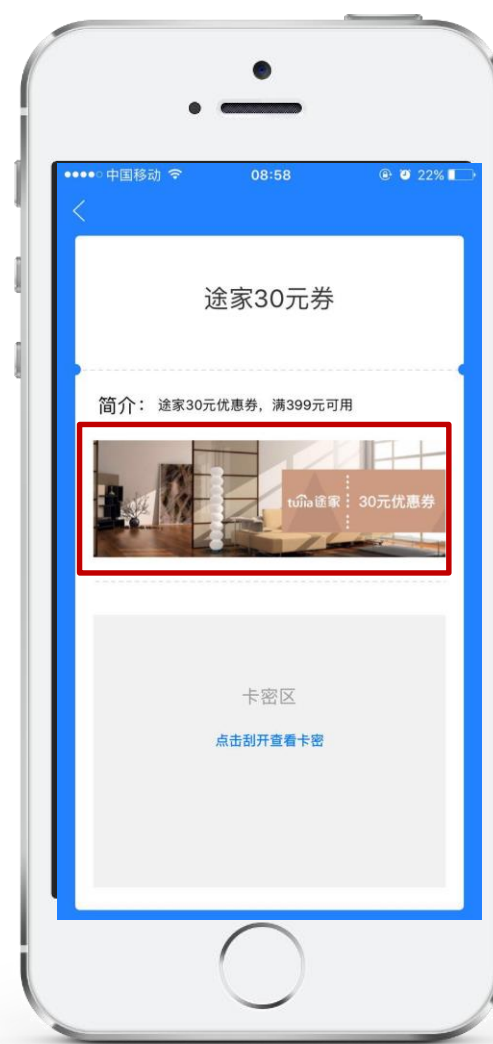 中国移动 08:58 22%
途家30元券
简介： 途家30元优惠券，满399元可用
tujia途家 30元优惠券
卡密区
点击刮开查看卡密